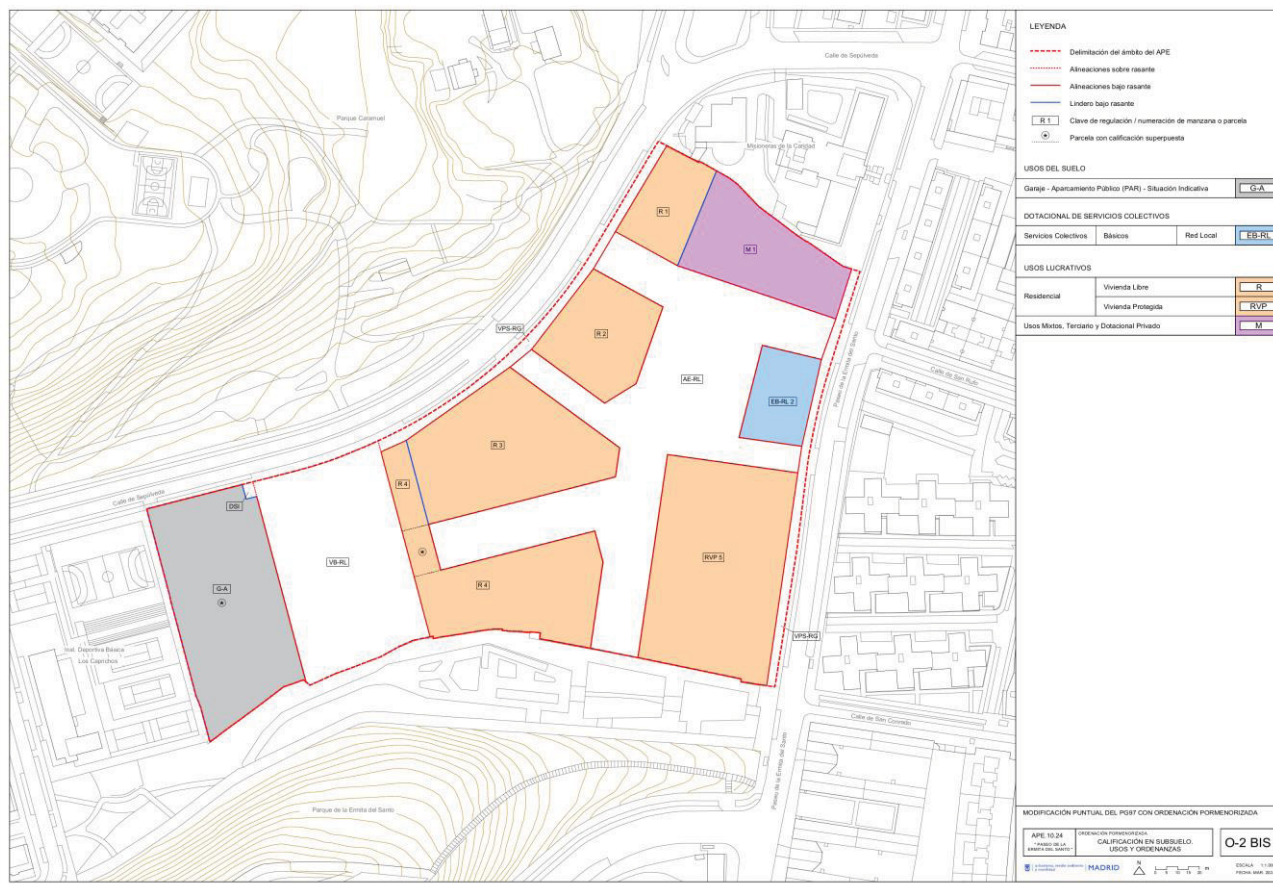 LEYENDA
Delimitación del ámbito del APE
Alineaciones sobre rasante
Alineaciones bajo rasante
Lindero bajo rasante
R 1 Clave de regulación / numeración de manzana o parcela
Parcela con calificación superpuesta
USOS DEL SUELO
Garaje - Aparcamiento Público (PAR) - Situación Indicativa G-A
DOTACIONAL DE SERVICIOS COLECTIVOS
Servicios Colectivos Básicos Red Local EB-RL
USOS LUCRATIVOS
Residencial
Vivienda Libre R
Vivienda Protegida RVP
Usos Mixtos, Terciario y Dotacional Privado M
Calle de Sepúlveda
Parque Caramuel
Misioneras de la Caridad
R 1
M 1
VPS-RG
R 2
AE-RL
Paseo de la Ermita del Santo
Calle de San Rufo
EB-RL 2
R 3
R 4
Calle de Sepúlveda
DSI
VB-RL
RVP 5
G-A
R 4
VPS-RG
Inst. Deportiva Básica
Los Caprichos
Calle de San Conrado
Paseo de la Ermita del Santo
Parque de la Ermita del Santo
MODIFICACIÓN PUNTUAL DEL PG97 CON ORDENACIÓN PORMENORIZADA
APE.10.24
"PASEO DE LA
ERMITA DEL SANTO"
ORDENACIÓN PORMENORIZADA
CALIFICACIÓN EN SUBSUELO.
USOS Y ORDENANZAS
O-2 BIS
MADRID
N
ESCALA